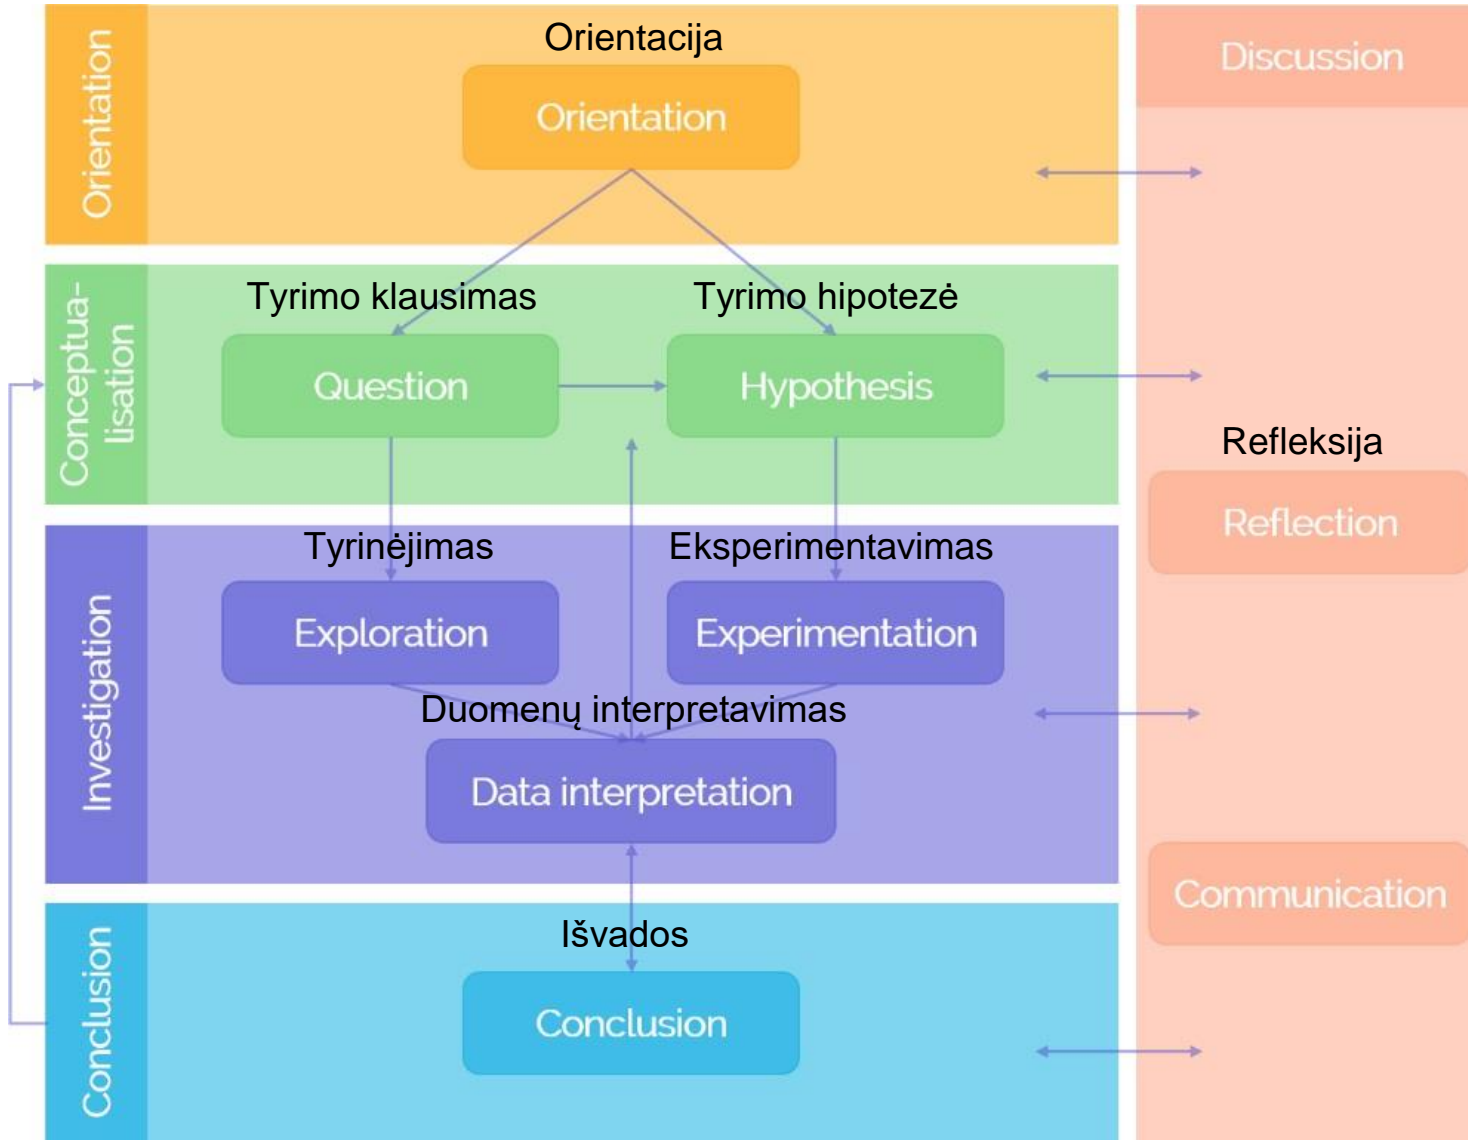 Orientation
Orientacija
Orientation
Discussion
Conceptua-
lisation
Tyrimo klausimas
Tyrimo hipotezė
Question
Hypothesis
Refleksija
Reflection
Investigation
Tyrinėjimas
Eksperimentavimas
Exploration
Experimentation
Duomenų interpretavimas
Data interpretation
Communication
Conclusion
Išvados
Conclusion